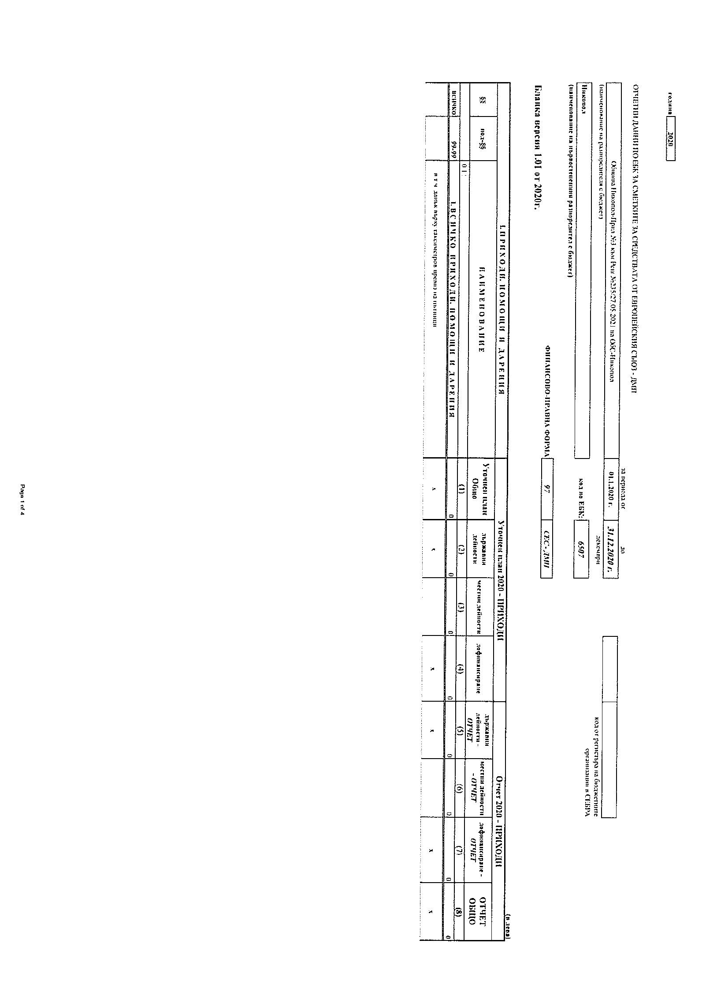 година 2020
ОТЧЕТНИ ДАННИ ПО ЕБК ЗА СМЕТКИТЕ ЗА СРЕДСТВАТА ОТ ЕВРОПЕЙСКИЯ СЪЮЗ - ДМП
за периода от до
Община Никопол-Прил.№3 към Реш.№235/27.05.2021 на ОбС-Никопол 01.1.2020 г. 31.12.2020 г.
(наименование на разпоредителя с бюджет) декември
код от регистъра на бюджетните
организации в СЕБРА
Никопол код по ЕБК: 6507
(наименование на първостепенния разпоредител с бюджет)
ФИНАНСОВО-ПРАВНА ФОРМА 97 СЕС - ДМП
Бланка версия 1.01 от 2020г.
(в лева)
I. ПРИХОДИ, ПОМОЩИ И ДАРЕНИЯ Уточнен план 2020 - ПРИХОДИ Отчет 2020 - ПРИХОДИ
§§ под-§§ НАИМЕНОВАНИЕ
Уточнен план Общо
държавни дейности
местни дейности
дофинансиране
държавни дейности - ОТЧЕТ
местни дейности - ОТЧЕТ
дофинансиране - ОТЧЕТ
ОТЧЕТ ОБЩО
(1) (2) (3) (4) (5) (6) (7) (8)
всичко 99-99 I. ВСИЧКО ПРИХОДИ, ПОМОЩИ И ДАРЕНИЯ 0 0 0 0 0 0 0 0
в т.ч. данък върху таксиметров превоз на пътници x x x x x x
Page 1 of 4